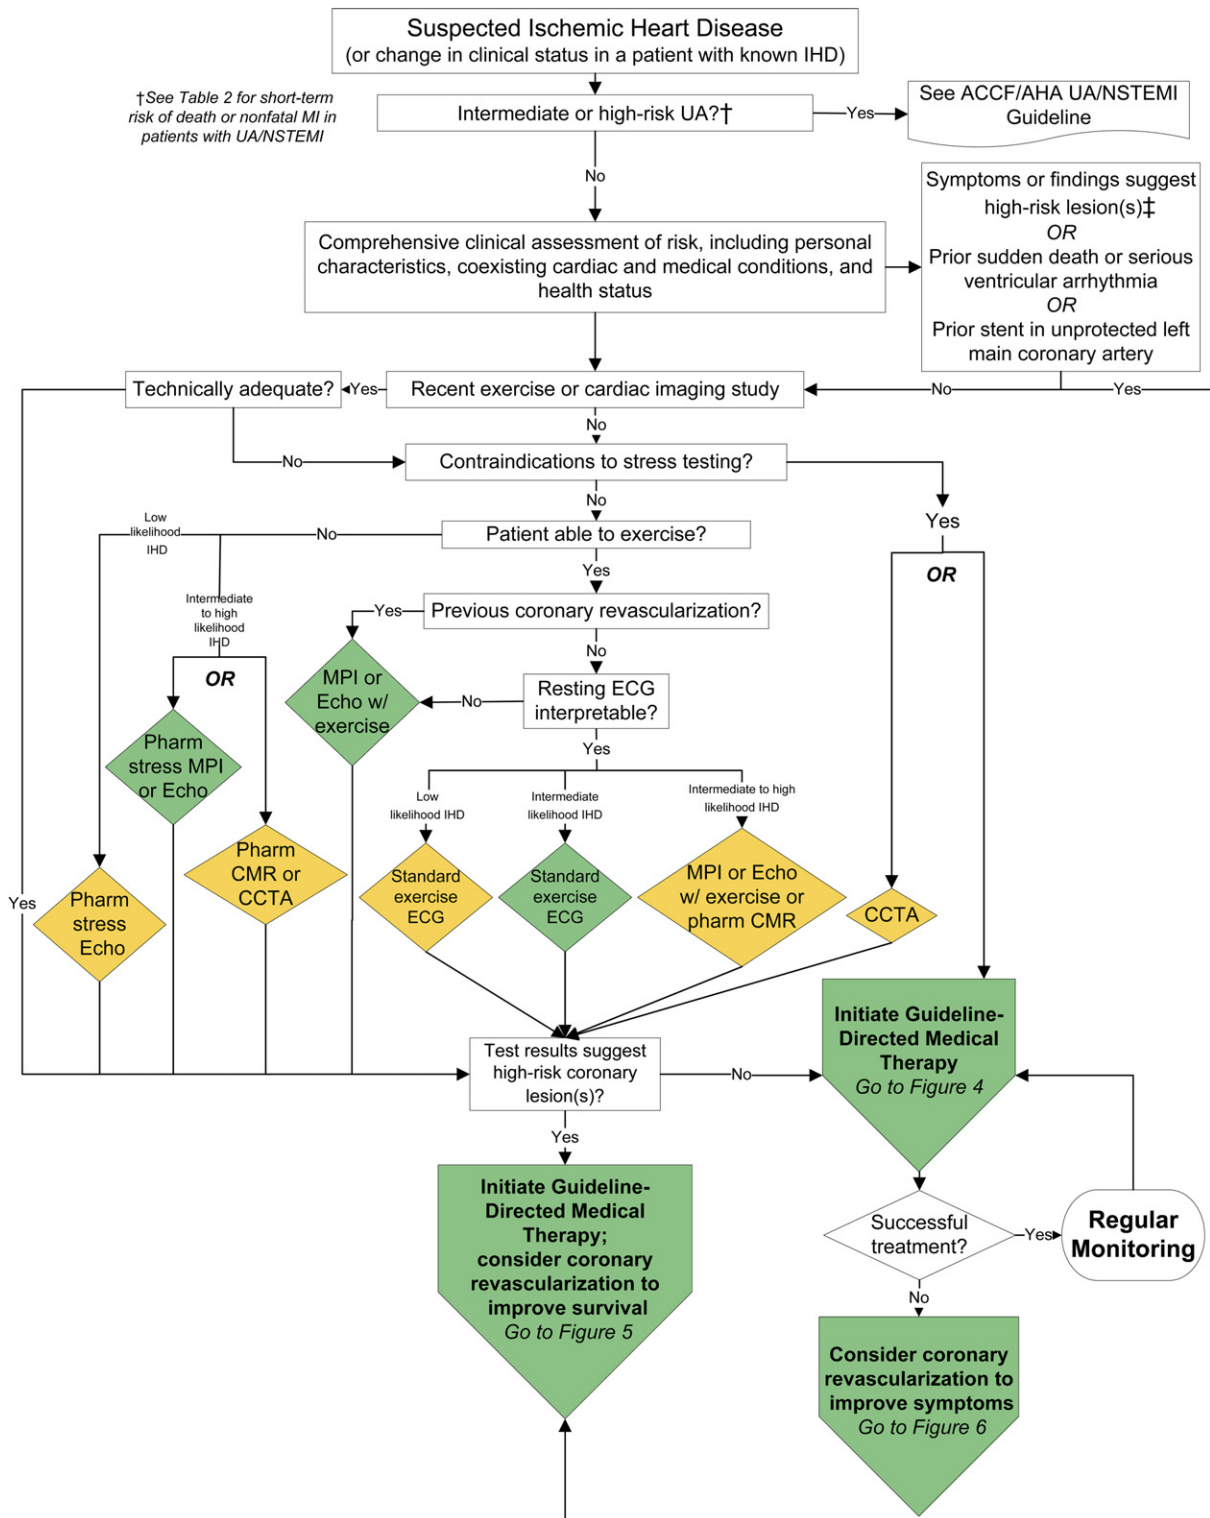 Suspected Ischemic Heart Disease
(or change in clinical status in a patient with known IHD)
†See Table 2 for short-term
risk of death or nonfatal MI in
patients with UA/NSTEMI
Intermediate or high-risk UA?†
Yes
See ACCF/AHA UA/NSTEMI
Guideline
No
Symptoms or findings suggest
high-risk lesion(s)‡
OR
Prior sudden death or serious
ventricular arrhythmia
OR
Prior stent in unprotected left
main coronary artery
Comprehensive clinical assessment of risk, including personal
characteristics, coexisting cardiac and medical conditions, and
health status
Technically adequate?
Yes
Recent exercise or cardiac imaging study
No
Yes
No
No
Contraindications to stress testing?
No
Yes
Low
likelihood
IHD
No
Patient able to exercise?
Yes
OR
Intermediate
to high
likelihood
IHD
OR
Yes
Previous coronary revascularization?
No
MPI or
Echo w/
exercise
No
Resting ECG
interpretable?
Yes
Pharm
stress MPI
or Echo
Low
likelihood IHD
Intermediate
likelihood IHD
Intermediate to high
likelihood IHD
Pharm
CMR or
CCTA
Standard
exercise
ECG
Standard
exercise
ECG
MPI or Echo
w/ exercise or
pharm CMR
CCTA
Yes
Pharm
stress
Echo
Initiate Guideline-
Directed Medical
Therapy
Go to Figure 4
Test results suggest
high-risk coronary
lesion(s)?
No
Yes
Initiate Guideline-
Directed Medical
Therapy;
consider coronary
revascularization to
improve survival
Go to Figure 5
Successful
treatment?
Yes
Regular
Monitoring
No
Consider coronary
revascularization to
improve symptoms
Go to Figure 6